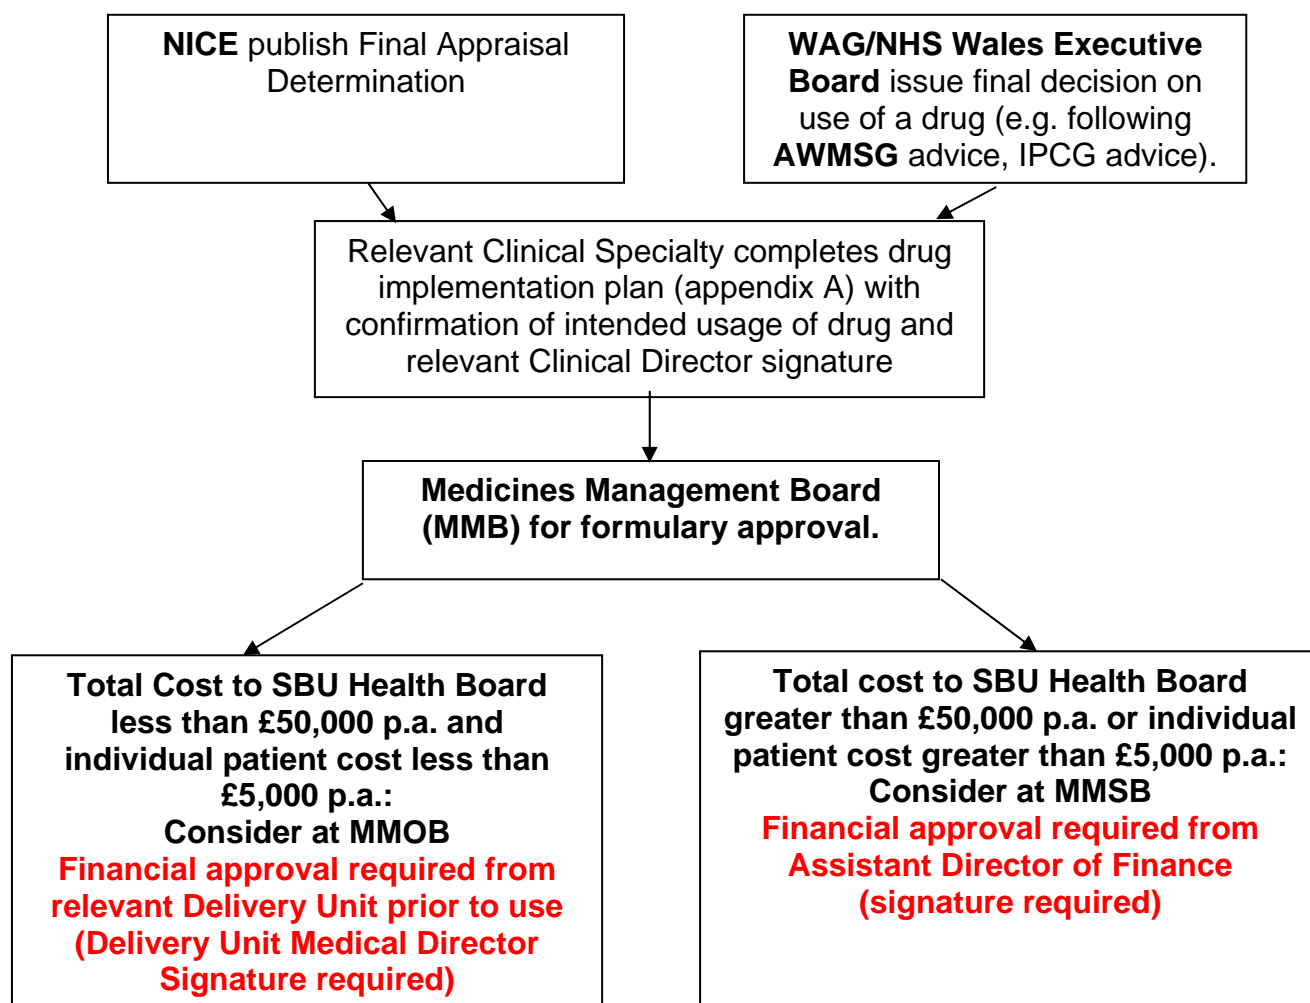 NICE publish Final Appraisal
Determination
WAG/NHS Wales Executive
Board issue final decision on
use of a drug (e.g. following
AWMSG advice, IPCG advice).
Relevant Clinical Specialty completes drug
implementation plan (appendix A) with
confirmation of intended usage of drug and
relevant Clinical Director signature
Medicines Management Board
(MMB) for formulary approval.
Total Cost to SBU Health Board
less than £50,000 p.a. and
individual patient cost less than
£5,000 p.a.:
Consider at MMOB
Financial approval required from
relevant Delivery Unit prior to use
(Delivery Unit Medical Director
Signature required)
Total cost to SBU Health Board
greater than £50,000 p.a. or individual
patient cost greater than £5,000 p.a.:
Consider at MMSB
Financial approval required from
Assistant Director of Finance
(signature required)